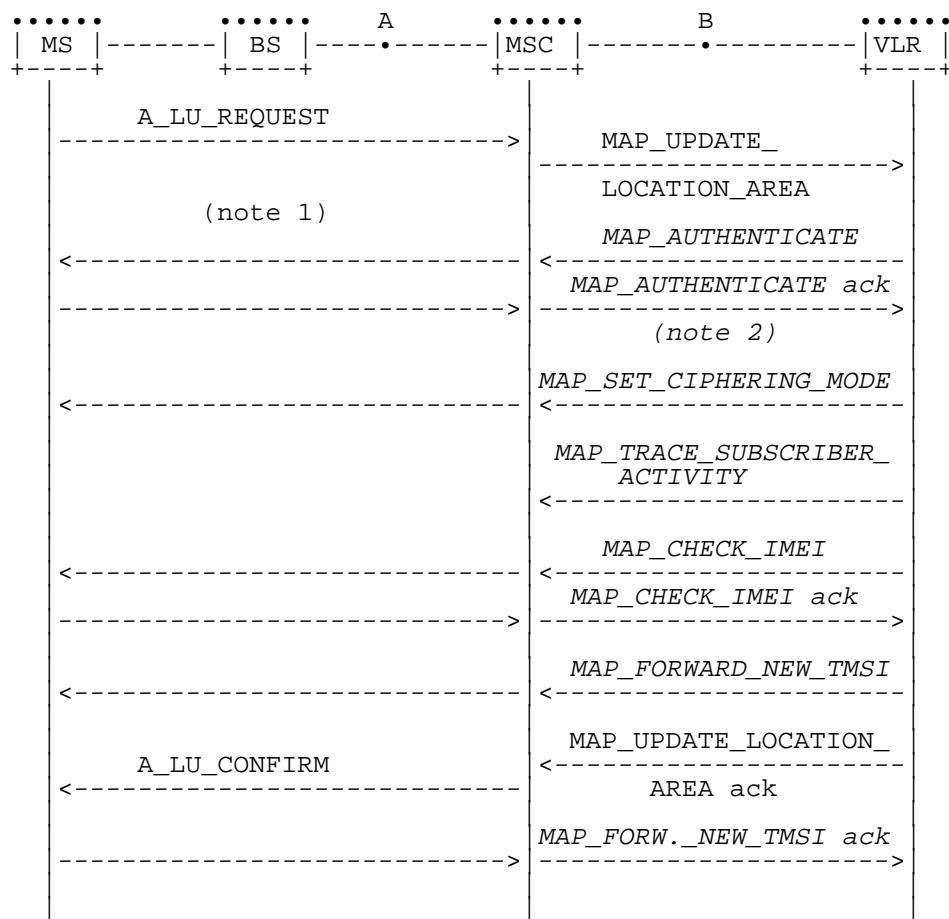 A B
MS BS MSC VLR
A_LU_REQUEST
MAP_UPDATE_
LOCATION_AREA
(note 1)
MAP_AUTHENTICATE
MAP_AUTHENTICATE ack
(note 2)
MAP_SET_CIPHERING_MODE
MAP_TRACE_SUBSCRIBER_
ACTIVITY
MAP_CHECK_IMEI
MAP_CHECK_IMEI ack
MAP_FORWARD_NEW_TMSI
MAP_UPDATE_LOCATION_
A_LU_CONFIRM
AREA ack
MAP_FORW._NEW_TMSI ack